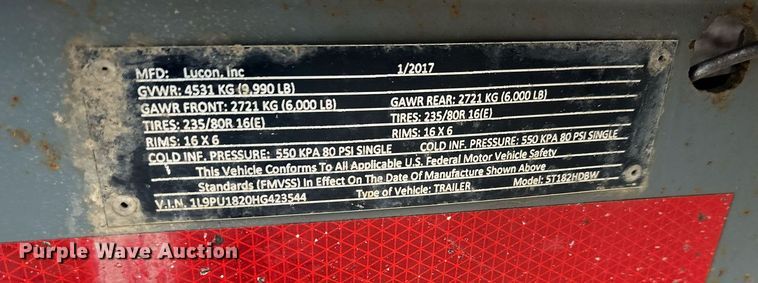 MFD: Lucon, Inc 1/2017
GVWR: 4531 KG (9,990 LB)
GAWR FRONT: 2721 KG (6,000 LB) GAWR REAR: 2721 KG (6,000 LB)
TIRES: 235/80R 16(E) TIRES: 235/80R 16(E)
RIMS: 16 X 6 RIMS: 16 X 6
COLD INF. PRESSURE: 550 KPA 80 PSI SINGLE COLD INF. PRESSURE: 550 KPA 80 PSI SINGLE
This Vehicle Conforms To All Applicable U.S. Federal Motor Vehicle Safety
Standards (FMVSS) In Effect On The Date Of Manufacture Shown Above
V.I.N. 1L9PU1820HG423544 Type of Vehicle: TRAILER Model: 5T182HD8W
Purple Wave Auction